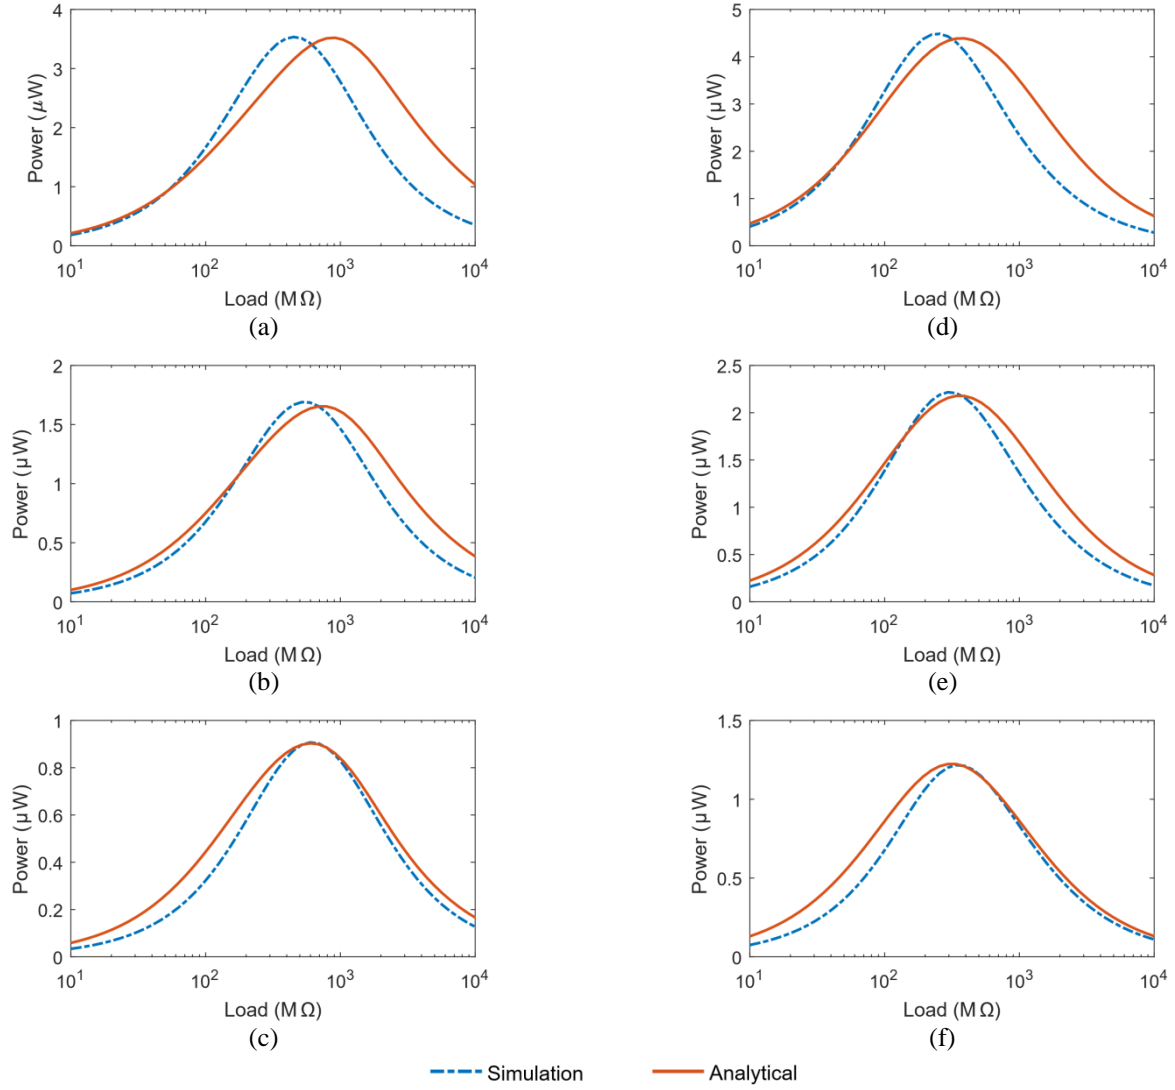 4
3
2
1
0
Power (μW)
10^1 10^2 10^3 10^4
Load (MΩ)
(a)
5
4
3
2
1
0
Power (μW)
10^1 10^2 10^3 10^4
Load (MΩ)
(d)
2
1.5
1
0.5
0
Power (μW)
10^1 10^2 10^3 10^4
Load (MΩ)
(b)
2.5
2
1.5
1
0.5
0
Power (μW)
10^1 10^2 10^3 10^4
Load (MΩ)
(e)
1
0.8
0.6
0.4
0.2
0
Power (μW)
10^1 10^2 10^3 10^4
Load (MΩ)
(c)
1.5
1
0.5
0
Power (μW)
10^1 10^2 10^3 10^4
Load (MΩ)
(f)
Simulation Analytical